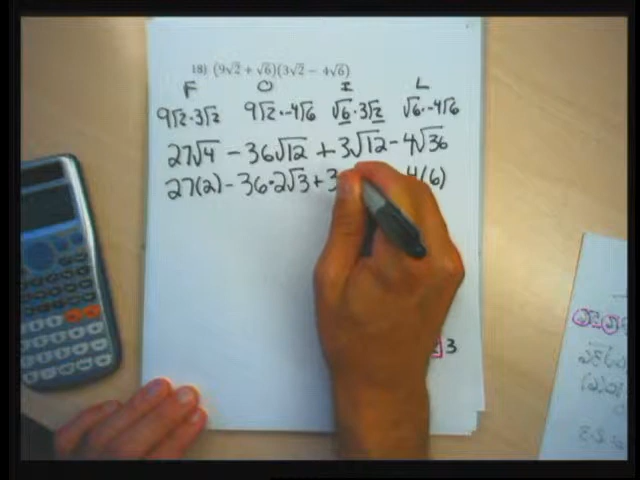 18) (9√2 + √6)(3√2 − 4√6)
F O I L
9√2·3√2 9√2·-4√6 √6·3√2 √6·-4√6
27√4 − 36√12 + 3√12 − 4√36
27(2) − 36·2√3 + 3 4(6)
3